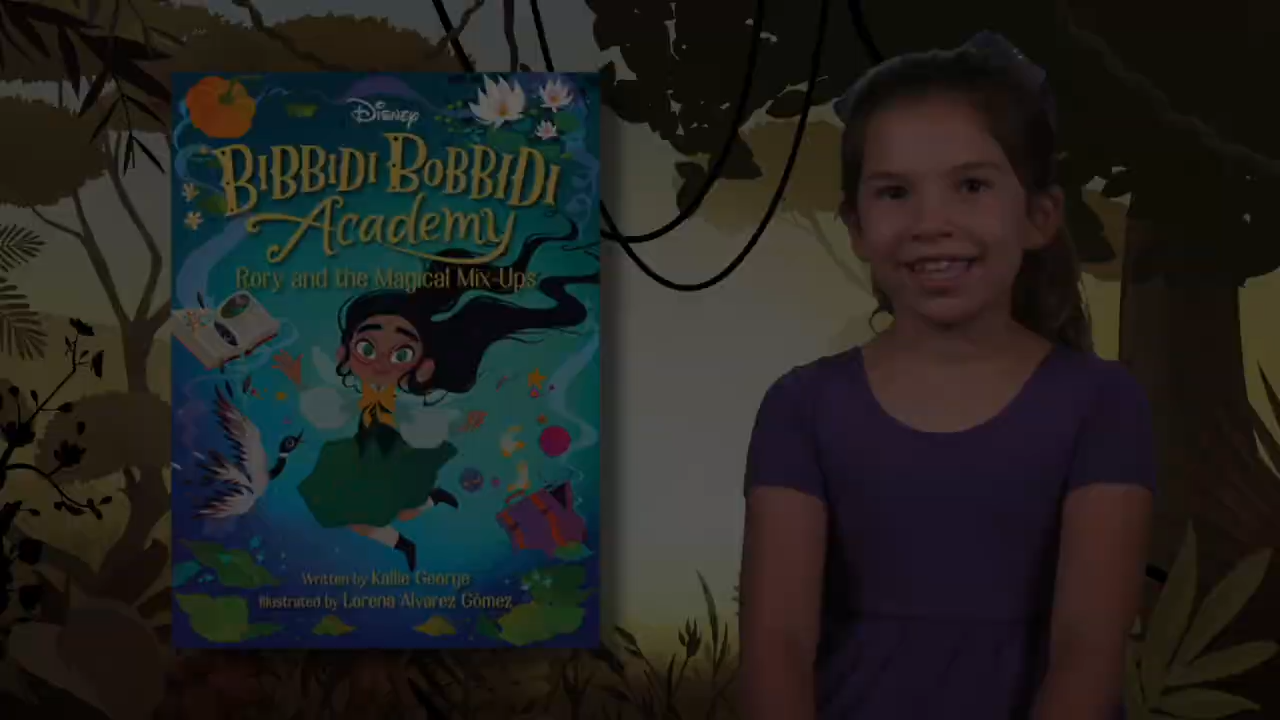 Disney
Bibbidi Bobbidi
Academy
Rory and the Magical Mix-Ups
Written by Kallie George
Illustrated by Lorena Alvarez Gómez